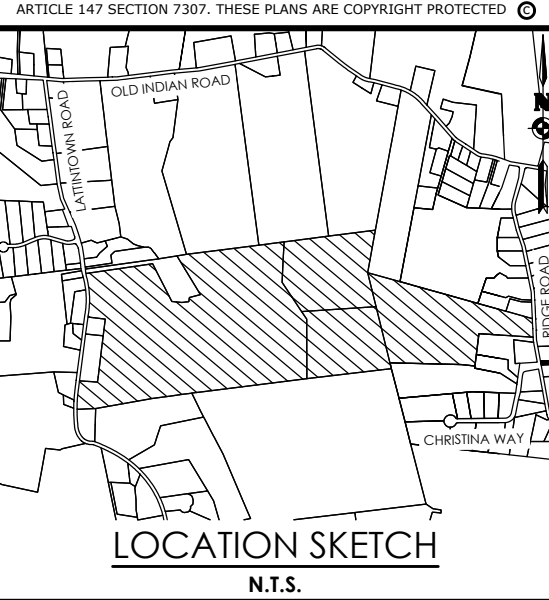 ARTICLE 147 SECTION 7307. THESE PLANS ARE COPYRIGHT PROTECTED ©
OLD INDIAN ROAD
LATTINTOWN ROAD
N
RIDGE ROAD
CHRISTINA WAY
LOCATION SKETCH
N.T.S.